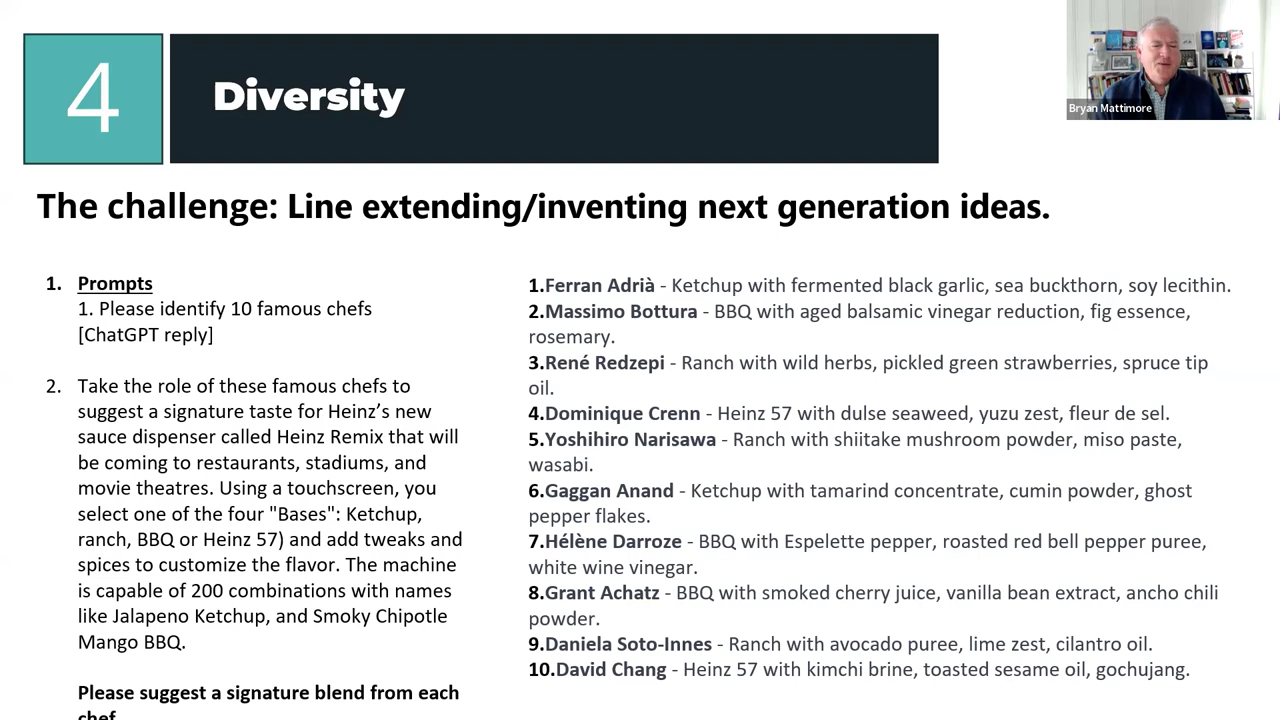 4
Diversity
Bryan Mattimore
The challenge: Line extending/inventing next generation ideas.
1. Prompts
1. Please identify 10 famous chefs
[ChatGPT reply]
2. Take the role of these famous chefs to
suggest a signature taste for Heinz’s new
sauce dispenser called Heinz Remix that will
be coming to restaurants, stadiums, and
movie theatres. Using a touchscreen, you
select one of the four "Bases": Ketchup,
ranch, BBQ or Heinz 57) and add tweaks and
spices to customize the flavor. The machine
is capable of 200 combinations with names
like Jalapeno Ketchup, and Smoky Chipotle
Mango BBQ.
Please suggest a signature blend from each
chef
1.Ferran Adrià - Ketchup with fermented black garlic, sea buckthorn, soy lecithin.
2.Massimo Bottura - BBQ with aged balsamic vinegar reduction, fig essence,
rosemary.
3.René Redzepi - Ranch with wild herbs, pickled green strawberries, spruce tip
oil.
4.Dominique Crenn - Heinz 57 with dulse seaweed, yuzu zest, fleur de sel.
5.Yoshihiro Narisawa - Ranch with shiitake mushroom powder, miso paste,
wasabi.
6.Gaggan Anand - Ketchup with tamarind concentrate, cumin powder, ghost
pepper flakes.
7.Hélène Darroze - BBQ with Espelette pepper, roasted red bell pepper puree,
white wine vinegar.
8.Grant Achatz - BBQ with smoked cherry juice, vanilla bean extract, ancho chili
powder.
9.Daniela Soto-Innes - Ranch with avocado puree, lime zest, cilantro oil.
10.David Chang - Heinz 57 with kimchi brine, toasted sesame oil, gochujang.